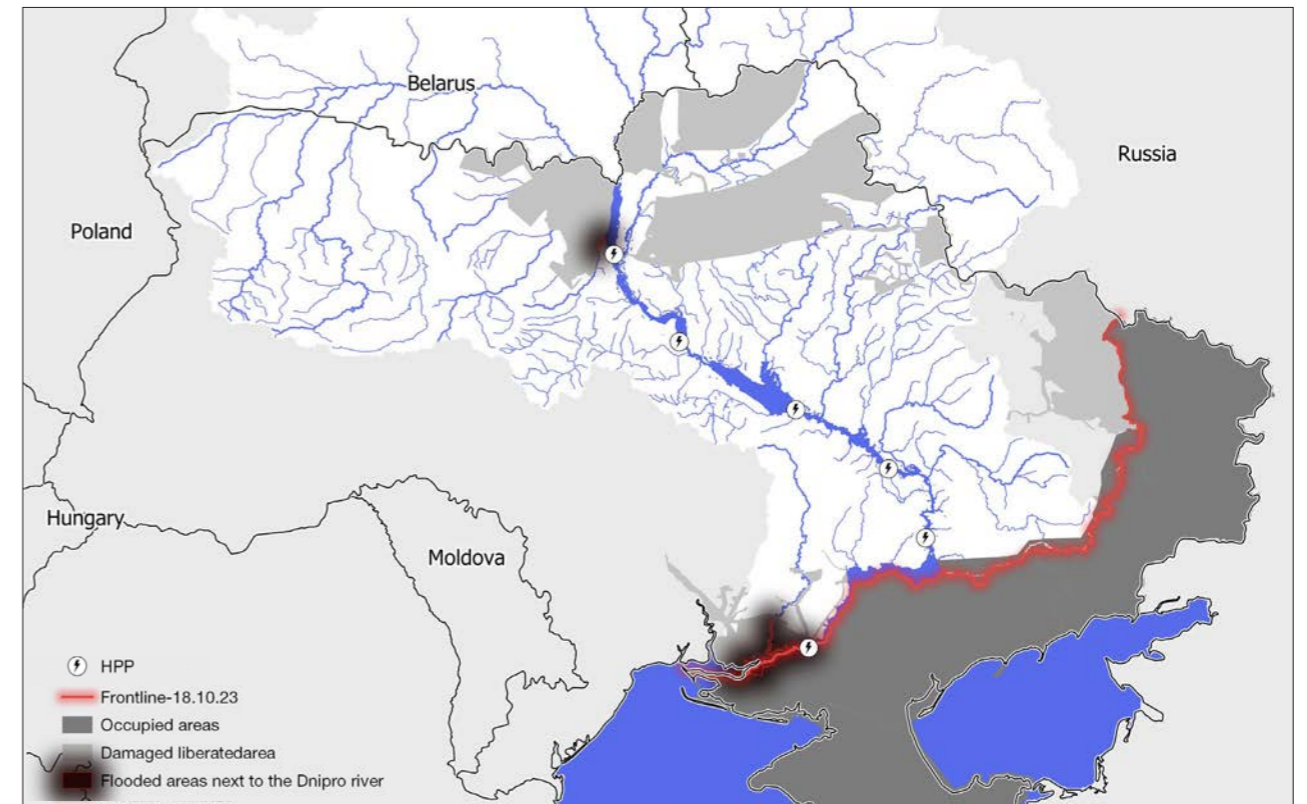 Belarus
Russia
Poland
Hungary
Moldova
HPP
Frontline-18.10.23
Occupied areas
Damaged liberatedarea
Flooded areas next to the Dnipro river